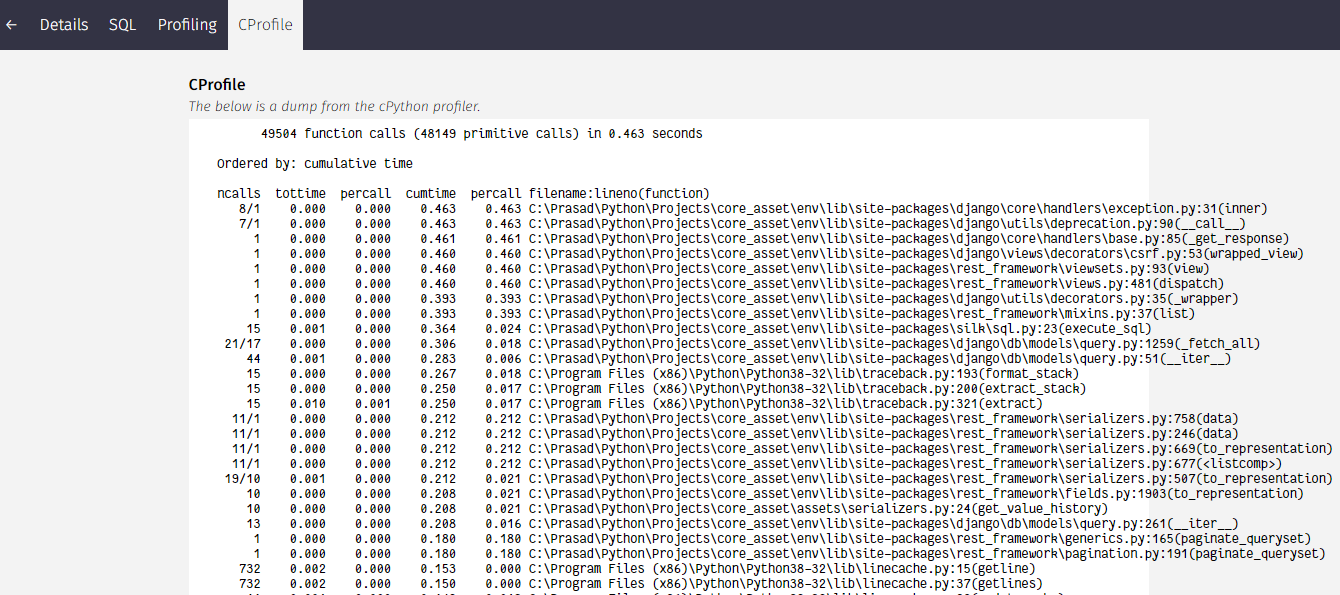 ← Details SQL Profiling CProfile
CProfile
The below is a dump from the cPython profiler.
49504 function calls (48149 primitive calls) in 0.463 seconds
Ordered by: cumulative time
ncalls tottime percall cumtime percall filename:lineno(function)
8/1 0.000 0.000 0.463 0.463 C:\Prasad\Python\Projects\core_asset\env\lib\site-packages\django\core\handlers\exception.py:31(inner)
7/1 0.000 0.000 0.463 0.463 C:\Prasad\Python\Projects\core_asset\env\lib\site-packages\django\utils\deprecation.py:90(__call__)
1 0.000 0.000 0.461 0.461 C:\Prasad\Python\Projects\core_asset\env\lib\site-packages\django\core\handlers\base.py:85(_get_response)
1 0.000 0.000 0.460 0.460 C:\Prasad\Python\Projects\core_asset\env\lib\site-packages\django\views\decorators\csrf.py:53(wrapped_view)
1 0.000 0.000 0.460 0.460 C:\Prasad\Python\Projects\core_asset\env\lib\site-packages\rest_framework\viewsets.py:93(view)
1 0.000 0.000 0.460 0.460 C:\Prasad\Python\Projects\core_asset\env\lib\site-packages\rest_framework\views.py:481(dispatch)
1 0.000 0.000 0.393 0.393 C:\Prasad\Python\Projects\core_asset\env\lib\site-packages\django\utils\decorators.py:35(_wrapper)
1 0.000 0.000 0.393 0.393 C:\Prasad\Python\Projects\core_asset\env\lib\site-packages\rest_framework\mixins.py:37(list)
15 0.001 0.000 0.364 0.024 C:\Prasad\Python\Projects\core_asset\env\lib\site-packages\silk\sql.py:23(execute_sql)
21/17 0.000 0.000 0.306 0.018 C:\Prasad\Python\Projects\core_asset\env\lib\site-packages\django\db\models\query.py:1259(_fetch_all)
44 0.001 0.000 0.283 0.006 C:\Prasad\Python\Projects\core_asset\env\lib\site-packages\django\db\models\query.py:51(__iter__)
15 0.000 0.000 0.267 0.018 C:\Program Files (x86)\Python\Python38-32\lib\traceback.py:193(format_stack)
15 0.000 0.000 0.250 0.017 C:\Program Files (x86)\Python\Python38-32\lib\traceback.py:200(extract_stack)
15 0.010 0.001 0.250 0.017 C:\Program Files (x86)\Python\Python38-32\lib\traceback.py:321(extract)
11/1 0.000 0.000 0.212 0.212 C:\Prasad\Python\Projects\core_asset\env\lib\site-packages\rest_framework\serializers.py:758(data)
11/1 0.000 0.000 0.212 0.212 C:\Prasad\Python\Projects\core_asset\env\lib\site-packages\rest_framework\serializers.py:246(data)
11/1 0.000 0.000 0.212 0.212 C:\Prasad\Python\Projects\core_asset\env\lib\site-packages\rest_framework\serializers.py:669(to_representation)
11/1 0.000 0.000 0.212 0.212 C:\Prasad\Python\Projects\core_asset\env\lib\site-packages\rest_framework\serializers.py:677(<listcomp>)
19/10 0.001 0.000 0.212 0.021 C:\Prasad\Python\Projects\core_asset\env\lib\site-packages\rest_framework\serializers.py:507(to_representation)
10 0.000 0.000 0.208 0.021 C:\Prasad\Python\Projects\core_asset\env\lib\site-packages\rest_framework\fields.py:1903(to_representation)
10 0.000 0.000 0.208 0.021 C:\Prasad\Python\Projects\core_asset\assets\serializers.py:24(get_value_history)
13 0.000 0.000 0.208 0.016 C:\Prasad\Python\Projects\core_asset\env\lib\site-packages\django\db\models\query.py:261(__iter__)
1 0.000 0.000 0.180 0.180 C:\Prasad\Python\Projects\core_asset\env\lib\site-packages\rest_framework\generics.py:165(paginate_queryset)
1 0.000 0.000 0.180 0.180 C:\Prasad\Python\Projects\core_asset\env\lib\site-packages\rest_framework\pagination.py:191(paginate_queryset)
732 0.002 0.000 0.153 0.000 C:\Program Files (x86)\Python\Python38-32\lib\linecache.py:15(getline)
732 0.002 0.000 0.150 0.000 C:\Program Files (x86)\Python\Python38-32\lib\linecache.py:37(getlines)